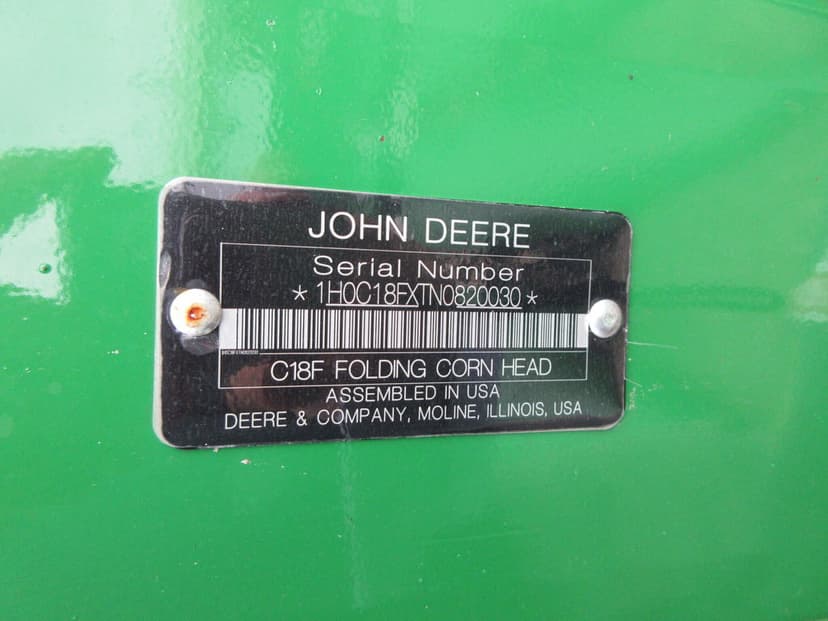 JOHN DEERE
Serial Number
*1H0C18FXTN0820030*
C18F FOLDING CORN HEAD
ASSEMBLED IN USA
DEERE & COMPANY, MOLINE, ILLINOIS, USA